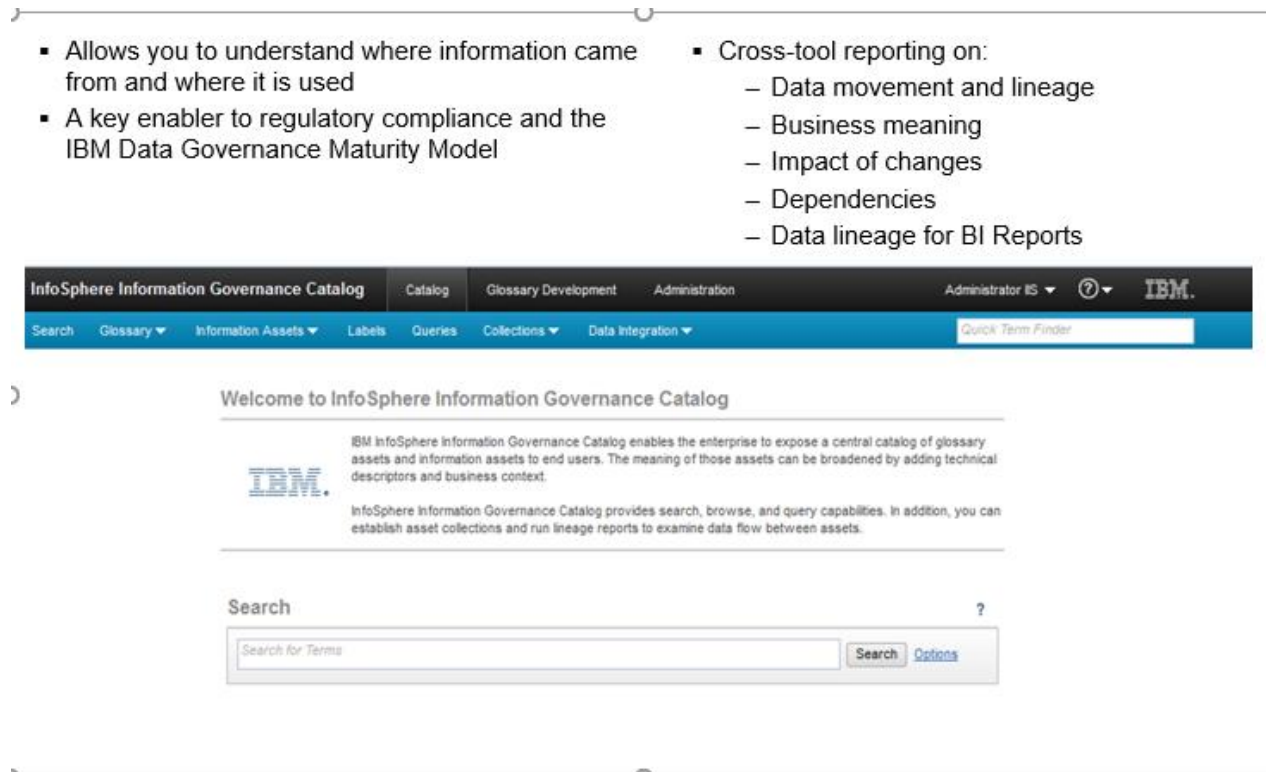 ▪ Allows you to understand where information came
from and where it is used
▪ A key enabler to regulatory compliance and the
IBM Data Governance Maturity Model
▪ Cross-tool reporting on:
– Data movement and lineage
– Business meaning
– Impact of changes
– Dependencies
– Data lineage for BI Reports
InfoSphere Information Governance Catalog Catalog Glossary Development Administration Administrator IIS ? IBM.
Search Glossary Information Assets Labels Queries Collections Data Integration Quick Term Finder
Welcome to InfoSphere Information Governance Catalog
IBM.
IBM InfoSphere Information Governance Catalog enables the enterprise to expose a central catalog of glossary
assets and information assets to end users. The meaning of those assets can be broadened by adding technical
descriptors and business context.
InfoSphere Information Governance Catalog provides search, browse, and query capabilities. In addition, you can
establish asset collections and run lineage reports to examine data flow between assets.
Search ?
Search for Terms Search Options